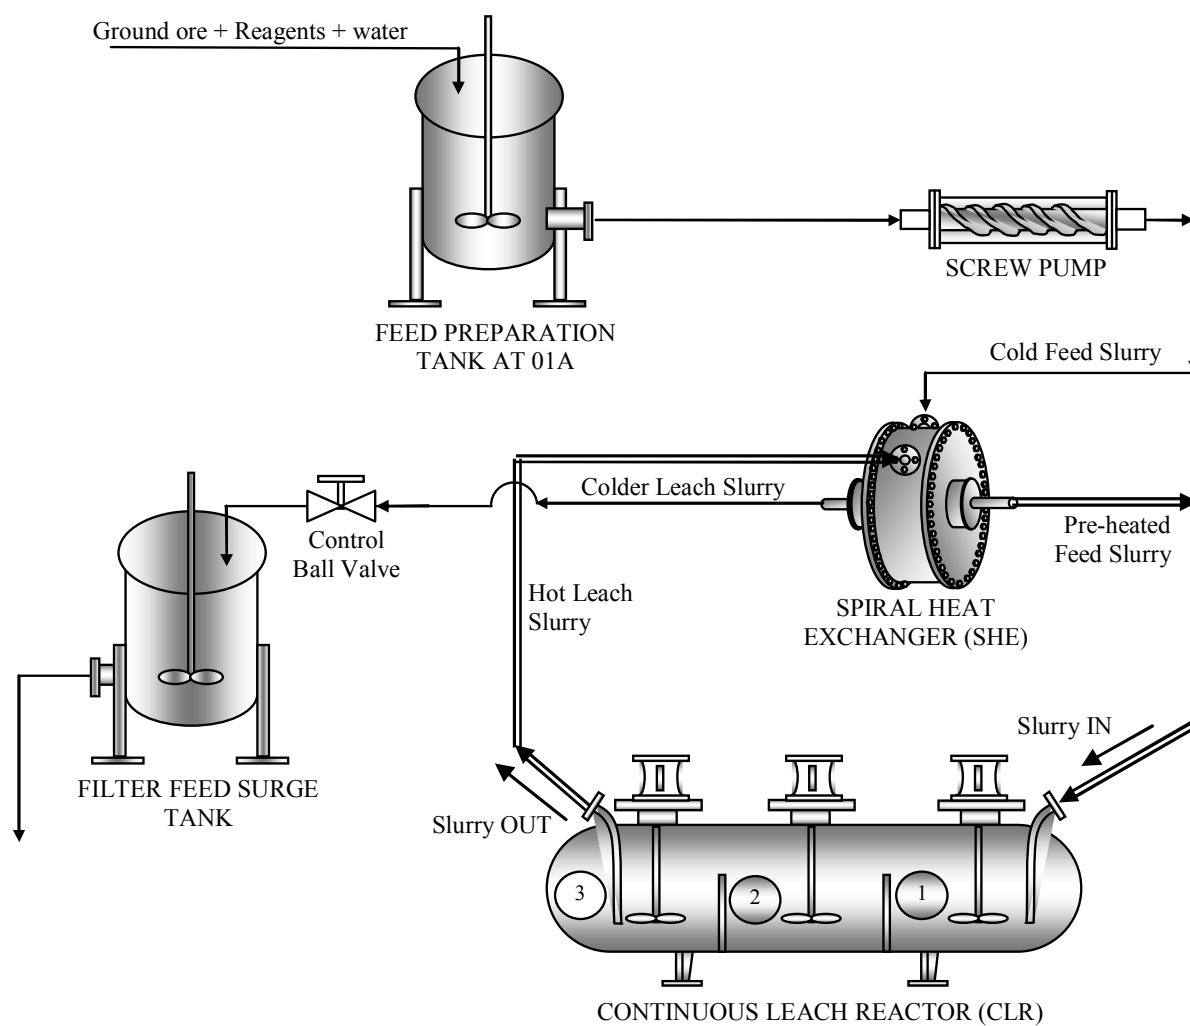 Ground ore + Reagents + water
SCREW PUMP
FEED PREPARATION
TANK AT 01A
Cold Feed Slurry
Colder Leach Slurry
Control
Ball Valve
Pre-heated
Feed Slurry
Hot Leach
Slurry
SPIRAL HEAT
EXCHANGER (SHE)
Slurry IN
FILTER FEED SURGE
TANK
Slurry OUT
3
2
1
CONTINUOUS LEACH REACTOR (CLR)